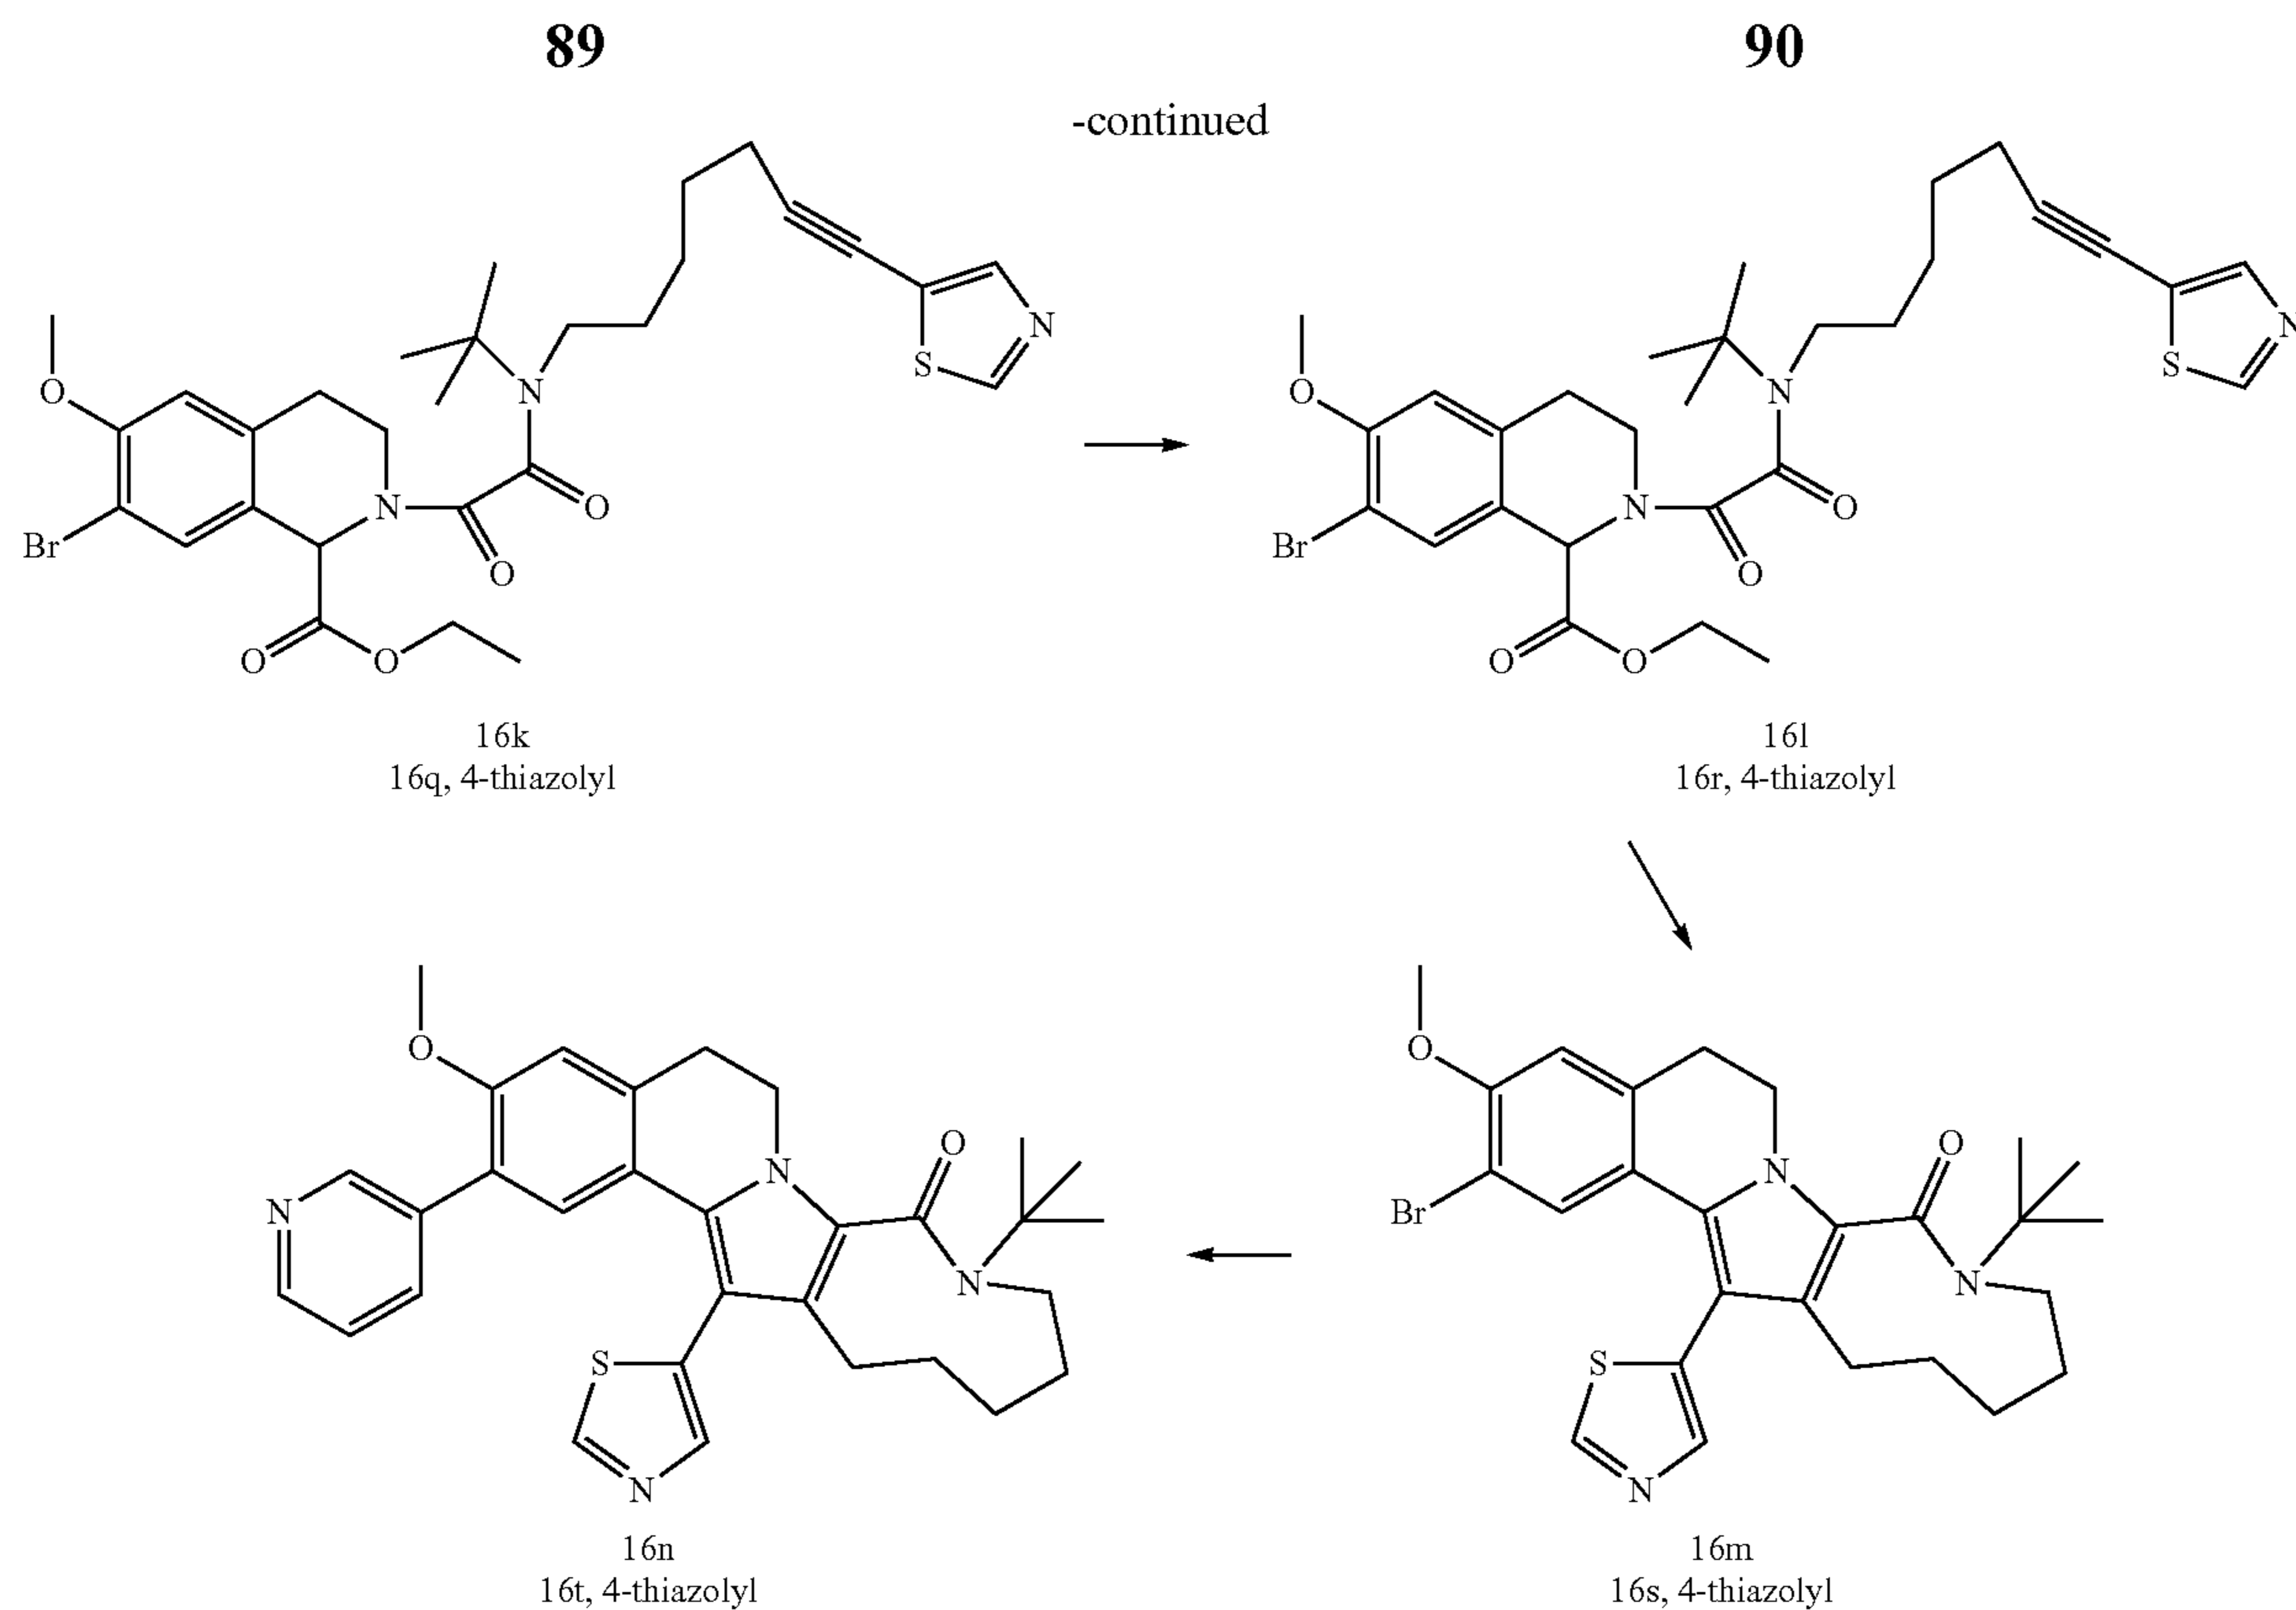 89
90
-continued
O
Br
N
O
O
N
O
O
S
N
16k
16q, 4-thiazolyl
O
Br
N
O
O
N
O
O
S
N
16l
16r, 4-thiazolyl
O
N
N
O
N
S
N
16n
16t, 4-thiazolyl
O
Br
N
O
N
S
N
16m
16s, 4-thiazolyl